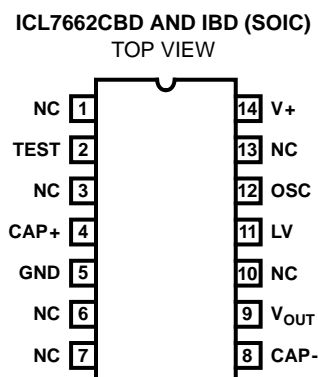 ICL7662CBD AND IBD (SOIC)
TOP VIEW
NC 1 14 V+
TEST 2 13 NC
NC 3 12 OSC
CAP+ 4 11 LV
GND 5 10 NC
NC 6 9 VOUT
NC 7 8 CAP-